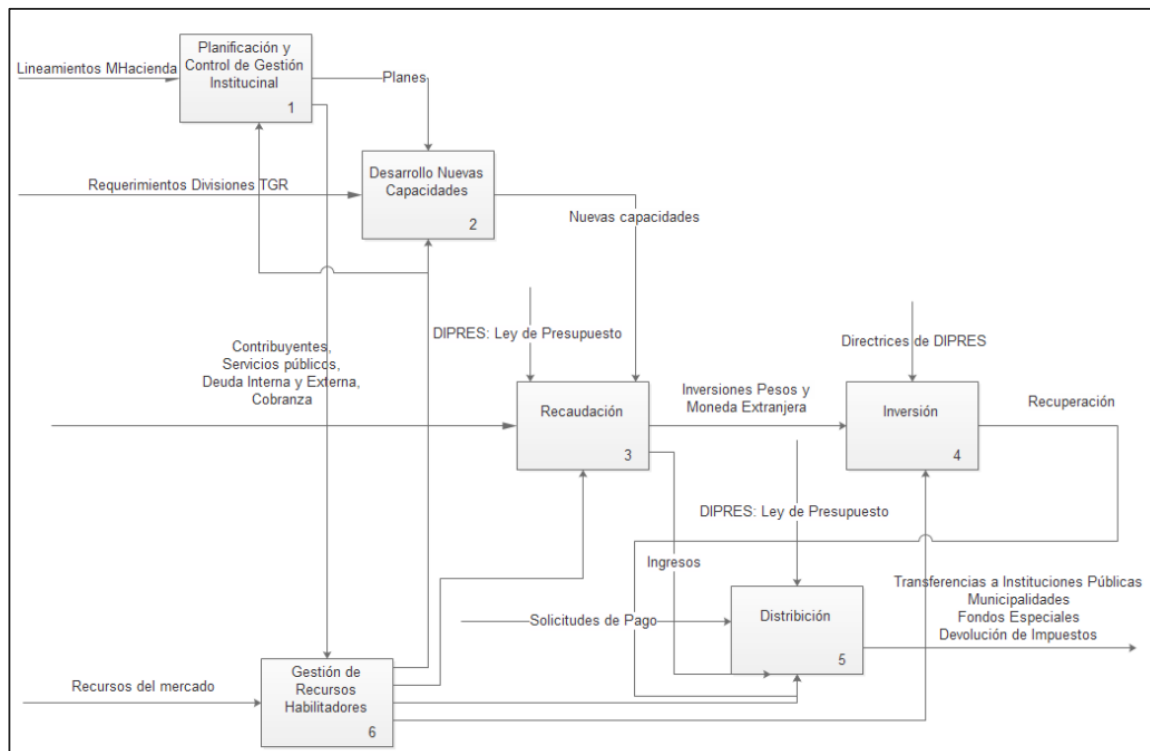 Planificación y
Control de Gestión
Institucinal
1
Lineamientos MHacienda
Planes
Requerimientos Divisiones TGR
Desarrollo Nuevas
Capacidades
2
Nuevas capacidades
DIPRES: Ley de Presupuesto
Directrices de DIPRES
Contribuyentes,
Servicios públicos,
Deuda Interna y Externa,
Cobranza
Recaudación
3
Inversiones Pesos y
Moneda Extranjera
Inversión
4
Recuperación
DIPRES: Ley de Presupuesto
Ingresos
Solicitudes de Pago
Distribición
5
Transferencias a Instituciones Públicas
Municipalidades
Fondos Especiales
Devolución de Impuestos
Recursos del mercado
Gestión de
Recursos
Habilitadores
6